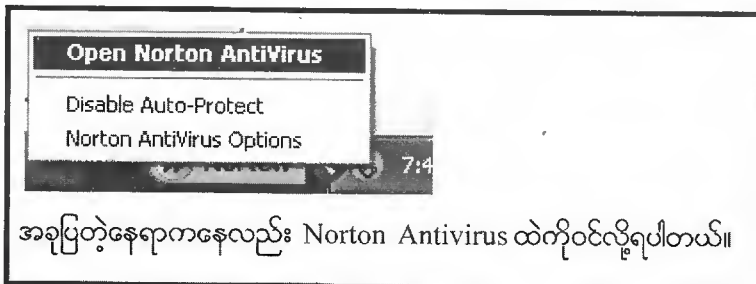 Open Norton AntiVirus
Disable Auto-Protect
Norton AntiVirus Options
7:4
အခုပြတဲ့နေရာကနေလည်း Norton Antivirus ထဲကိုဝင်လို့ရပါတယ်။